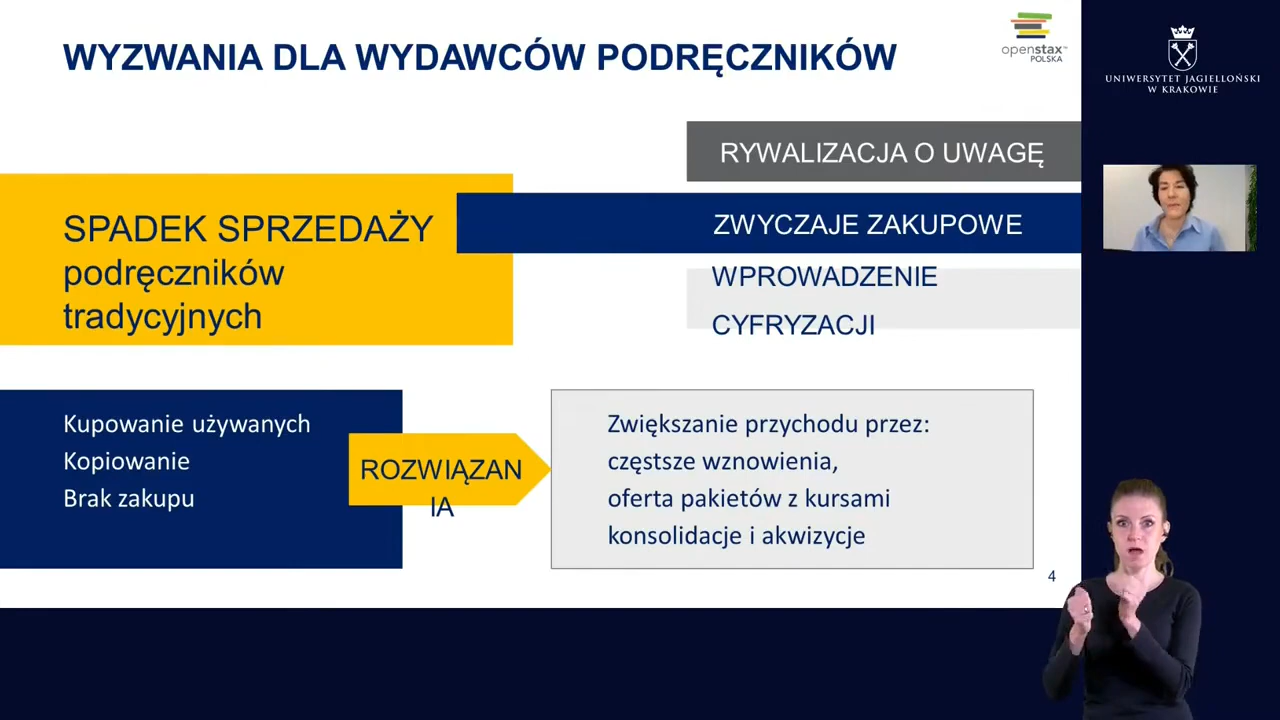 WYZWANIA DLA WYDAWCÓW PODRĘCZNIKÓW
openstax™
POLSKA
UNIWERSYTET JAGIELLOŃSKI
W KRAKOWIE
RYWALIZACJA O UWAGĘ
SPADEK SPRZEDAŻY
podręczników
tradycyjnych
ZWYCZAJE ZAKUPOWE
WPROWADZENIE
CYFRYZACJI
Kupowanie używanych
Kopiowanie
Brak zakupu
ROZWIĄZAN
IA
Zwiększanie przychodu przez:
częstsze wznowienia,
oferta pakietów z kursami
konsolidacje i akwizycje
4